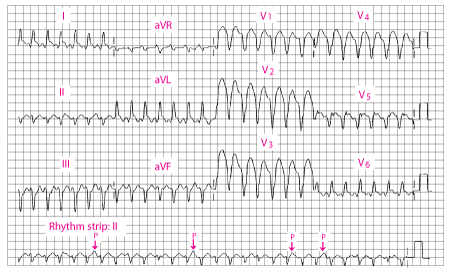 I aVR V1 V4
II aVL V2 V5
III aVF V3 V6
Rhythm strip: II
P P P P